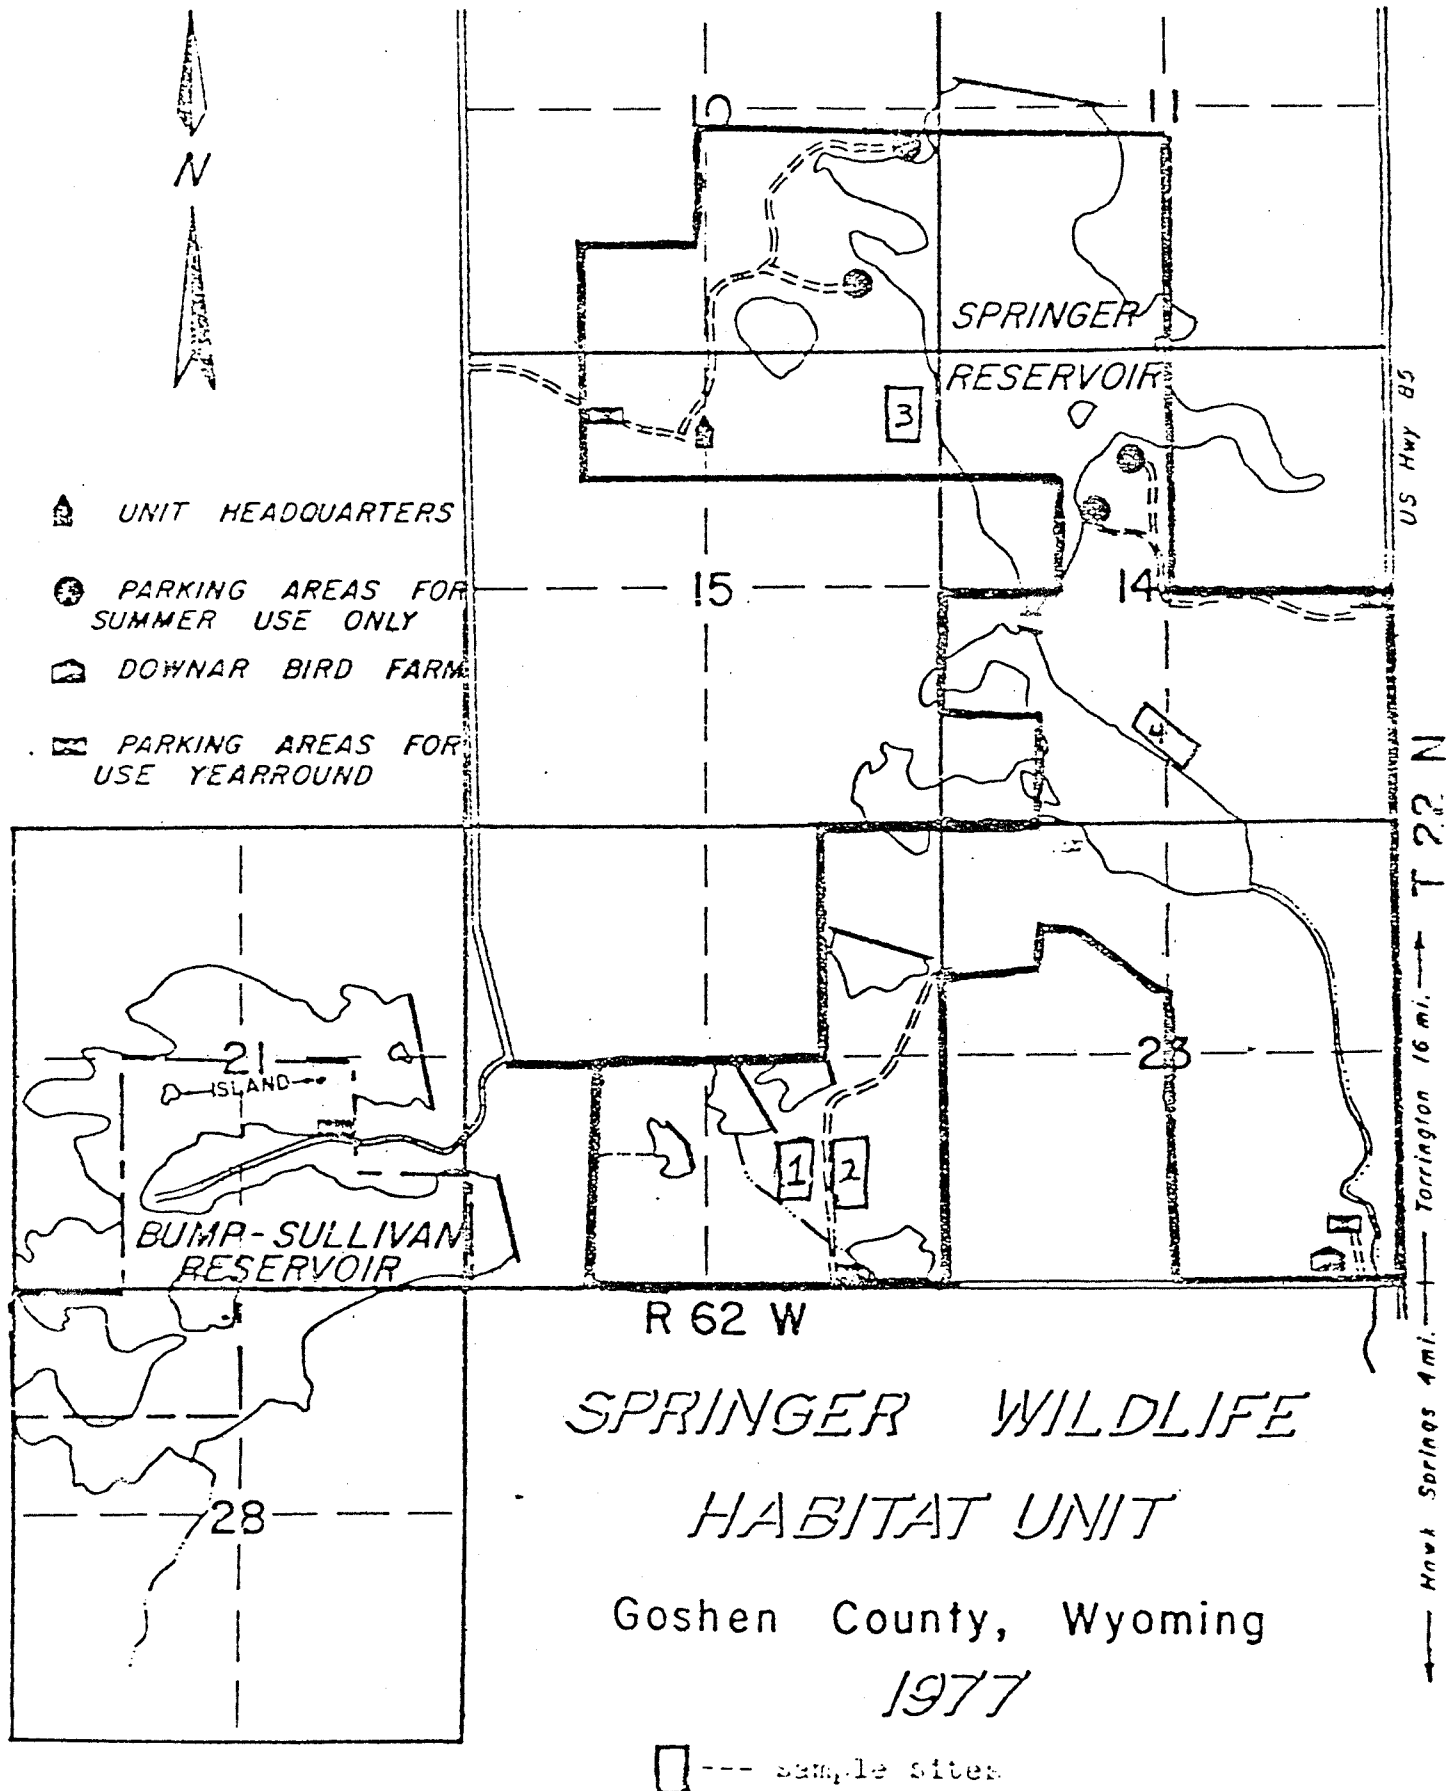 N
11
SPRINGER
RESERVOIR
3
US Hwy 85
UNIT HEADQUARTERS
PARKING AREAS FOR
SUMMER USE ONLY
DOWNAR BIRD FARM
PARKING AREAS FOR
USE YEARROUND
15
14
T 22 N
21
ISLAND
23
1
2
BUMP-SULLIVAN
RESERVOIR
Torrington 16 mi.
R 62 W
Hawk Springs 4 mi.
28
SPRINGER WILDLIFE
HABITAT UNIT
Goshen County, Wyoming
1977
--- sample sites